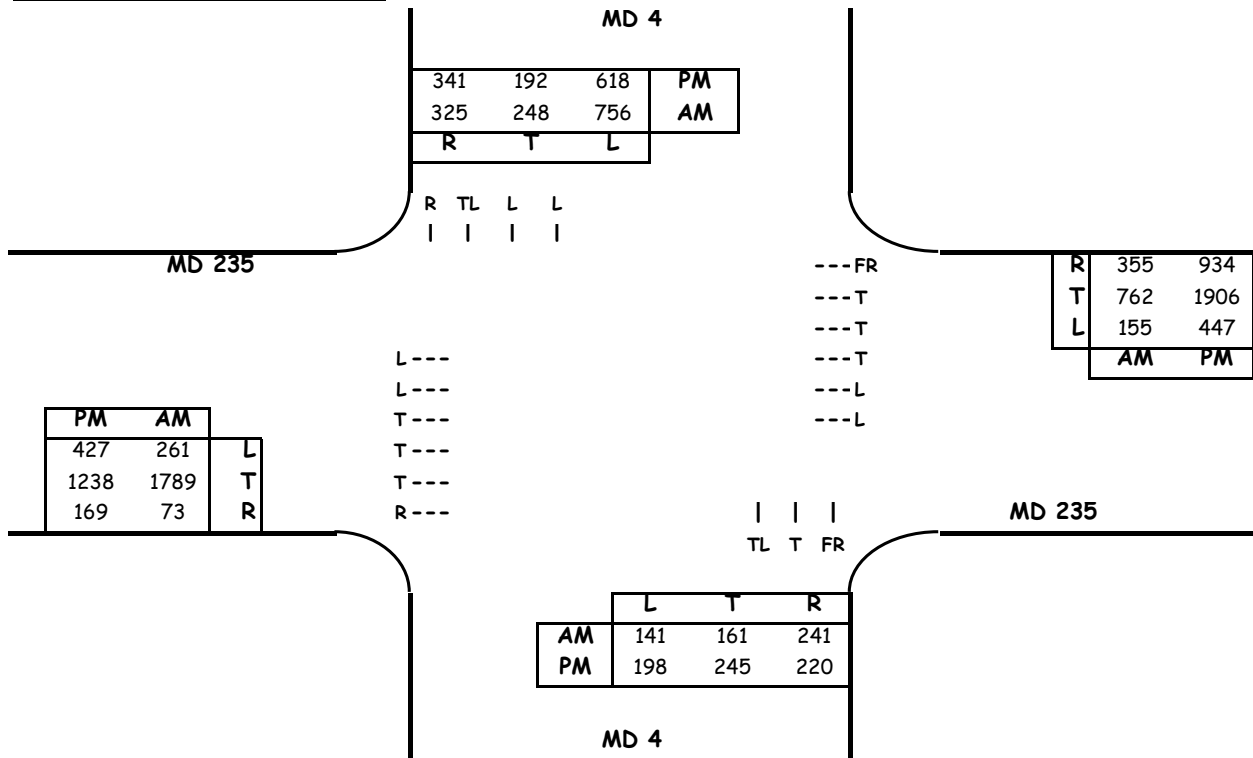 MD 4
341 192 618 PM
325 248 756 AM
R T L
R TL L L
| | | |
MD 235
---FR
---T
---T
---T
---L
---L
R 355 934
T 762 1906
L 155 447
AM PM
L---
L---
T---
T---
T---
R---
PM AM
427 261 L
1238 1789 T
169 73 R
| | |
TL T FR
MD 235
L T R
AM 141 161 241
PM 198 245 220
MD 4